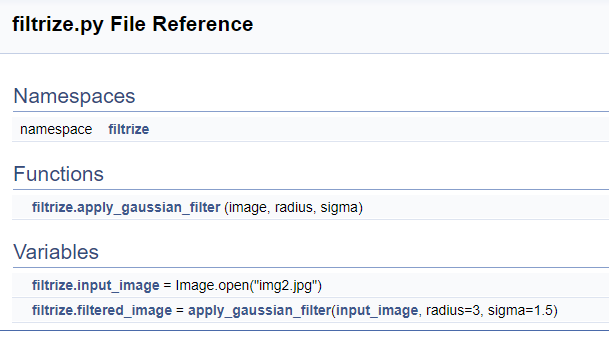 filtrize.py File Reference
Namespaces
namespace filtrize
Functions
filtrize.apply_gaussian_filter (image, radius, sigma)
Variables
filtrize.input_image = Image.open("img2.jpg")
filtrize.filtered_image = apply_gaussian_filter(input_image, radius=3, sigma=1.5)